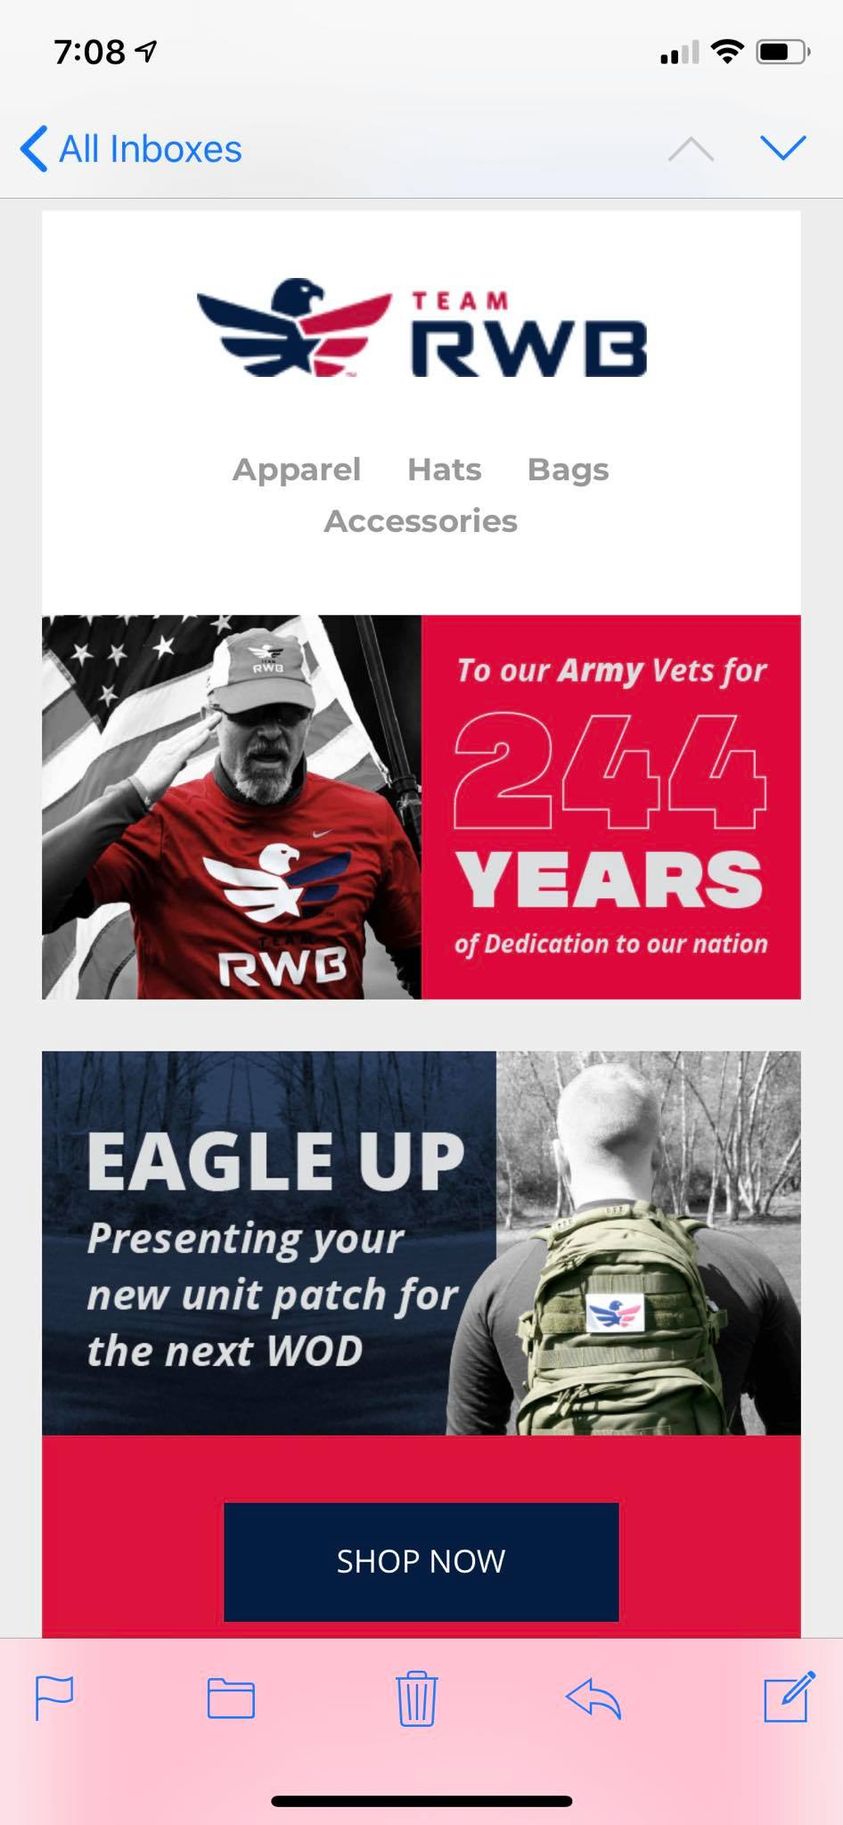 7:08
All Inboxes
TEAM
RWB
Apparel Hats Bags
Accessories
RWB
TEAM
RWB
To our Army Vets for
244
YEARS
of Dedication to our nation
EAGLE UP
Presenting your
new unit patch for
the next WOD
SHOP NOW